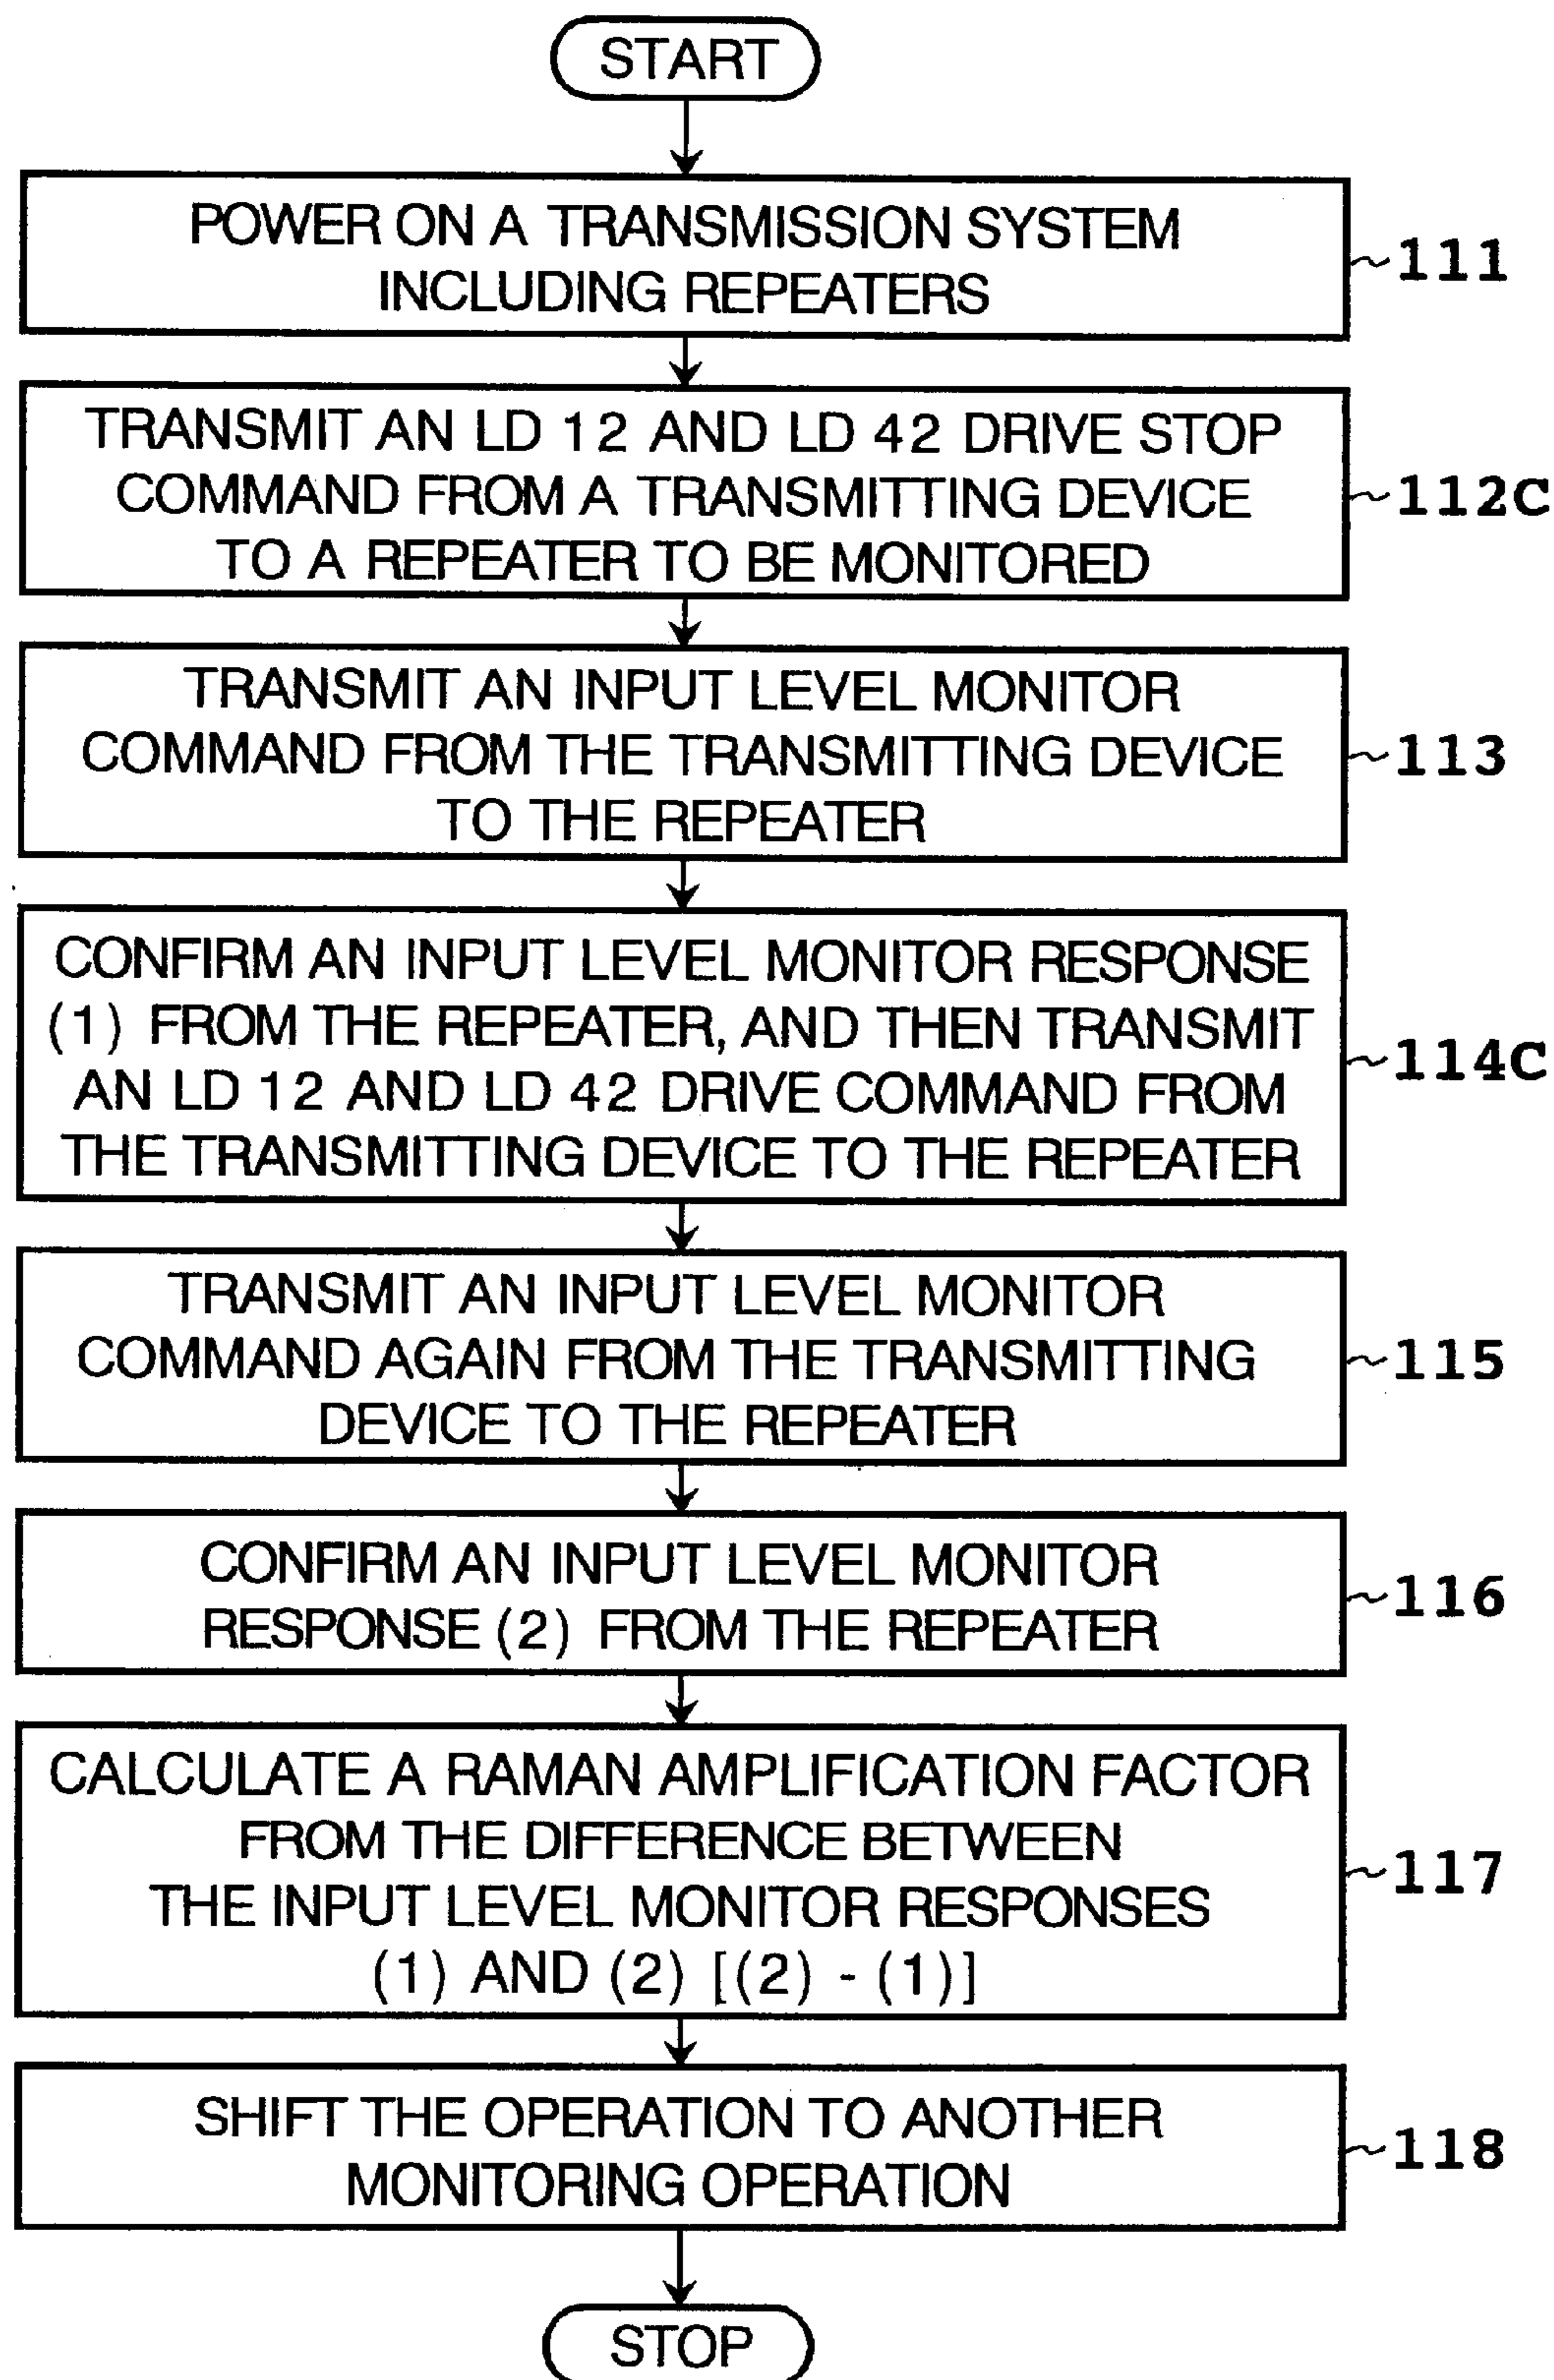 START
POWER ON A TRANSMISSION SYSTEM
INCLUDING REPEATERS
111
TRANSMIT AN LD 12 AND LD 42 DRIVE STOP
COMMAND FROM A TRANSMITTING DEVICE
TO A REPEATER TO BE MONITORED
112C
TRANSMIT AN INPUT LEVEL MONITOR
COMMAND FROM THE TRANSMITTING DEVICE
TO THE REPEATER
113
CONFIRM AN INPUT LEVEL MONITOR RESPONSE
(1) FROM THE REPEATER, AND THEN TRANSMIT
AN LD 12 AND LD 42 DRIVE COMMAND FROM
THE TRANSMITTING DEVICE TO THE REPEATER
114C
TRANSMIT AN INPUT LEVEL MONITOR
COMMAND AGAIN FROM THE TRANSMITTING
DEVICE TO THE REPEATER
115
CONFIRM AN INPUT LEVEL MONITOR
RESPONSE (2) FROM THE REPEATER
116
CALCULATE A RAMAN AMPLIFICATION FACTOR
FROM THE DIFFERENCE BETWEEN
THE INPUT LEVEL MONITOR RESPONSES
(1) AND (2) [(2) - (1)]
117
SHIFT THE OPERATION TO ANOTHER
MONITORING OPERATION
118
STOP